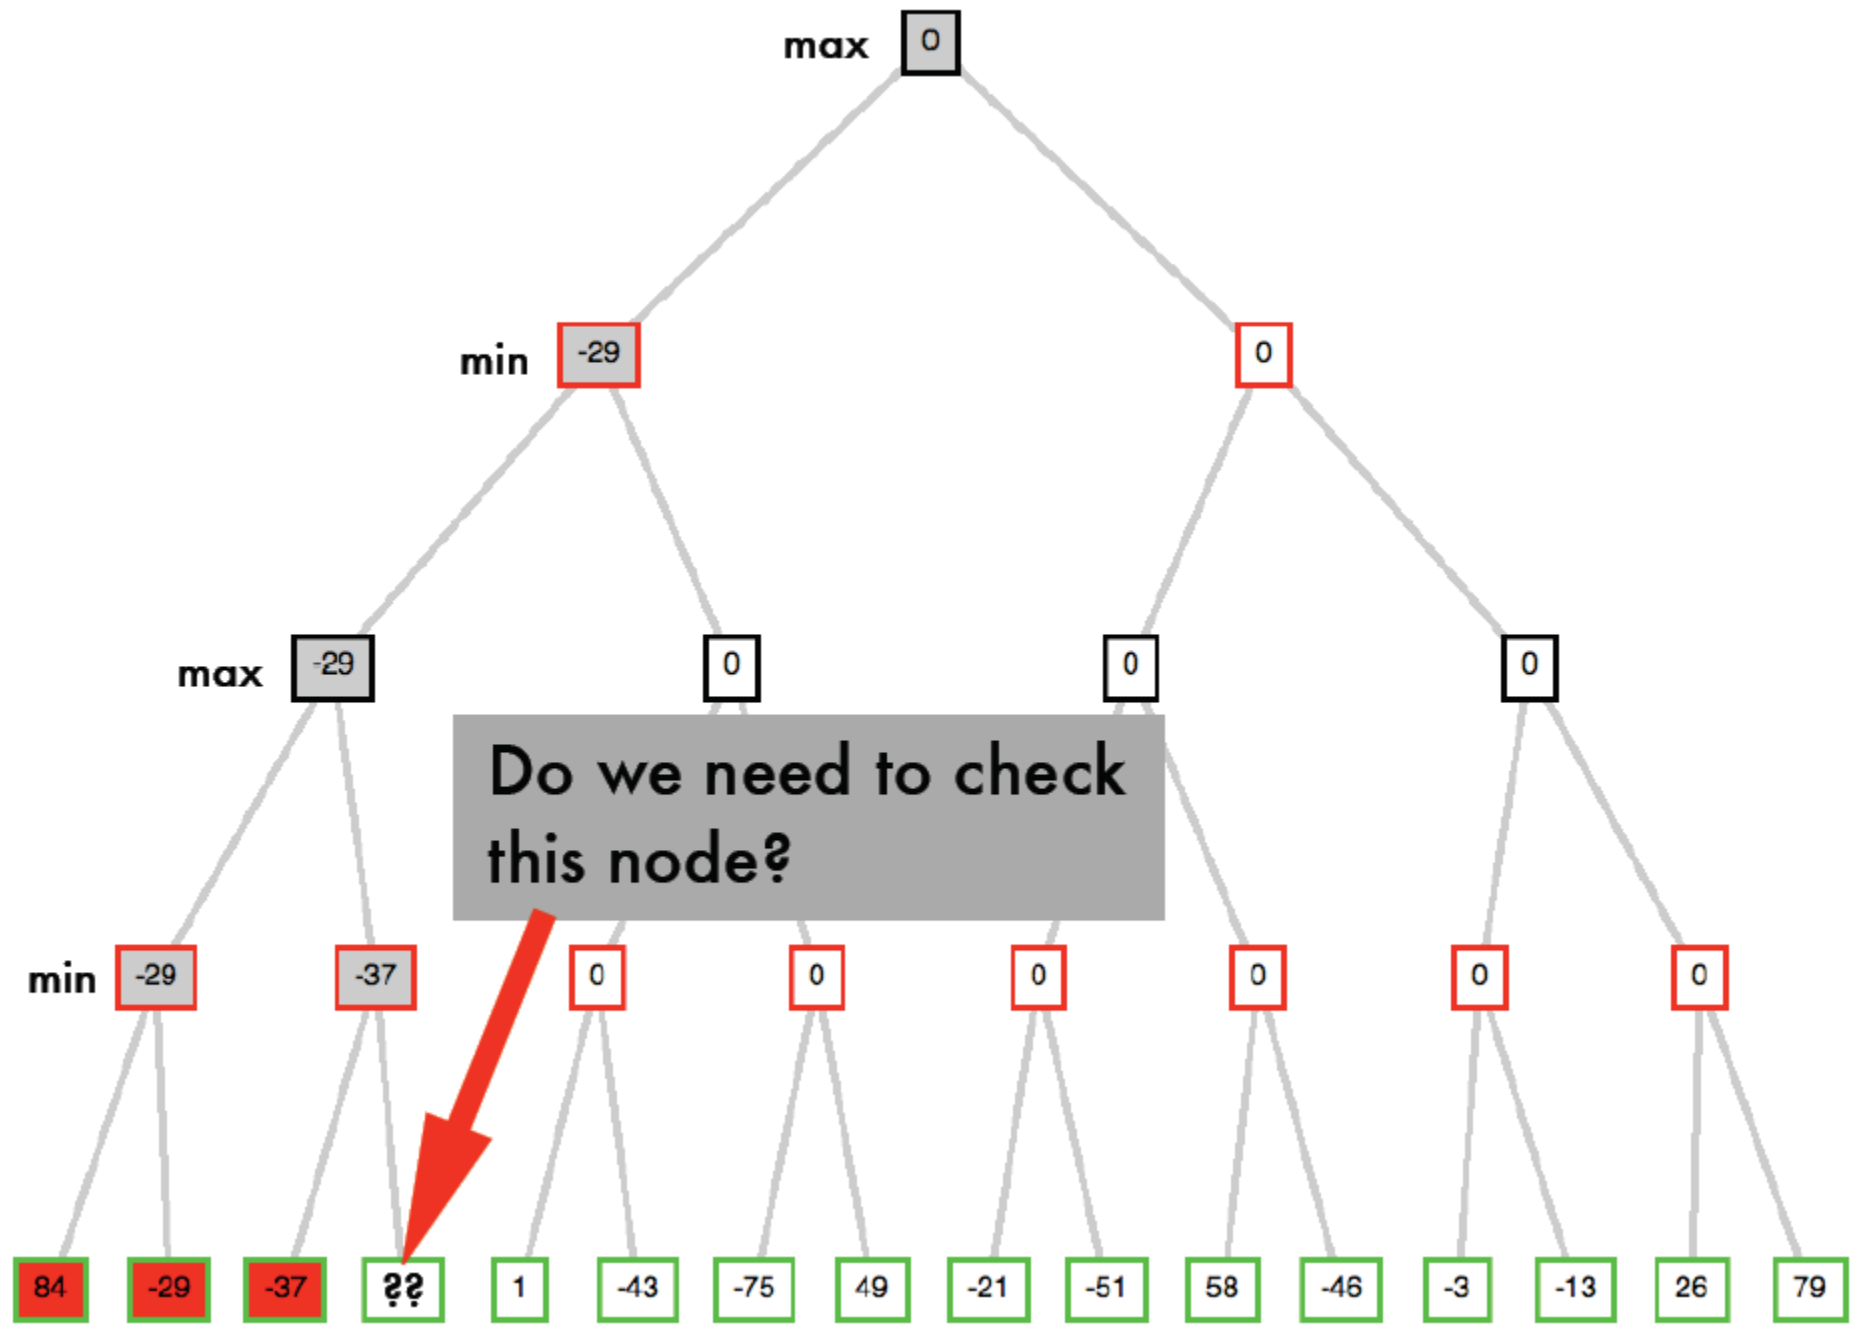 max 0
min -29 0
max -29 0 0 0
Do we need to check
this node?
min -29 -37 0 0 0 0 0 0
84 -29 -37 ?? 1 -43 -75 49 -21 -51 58 -46 -3 -13 26 79